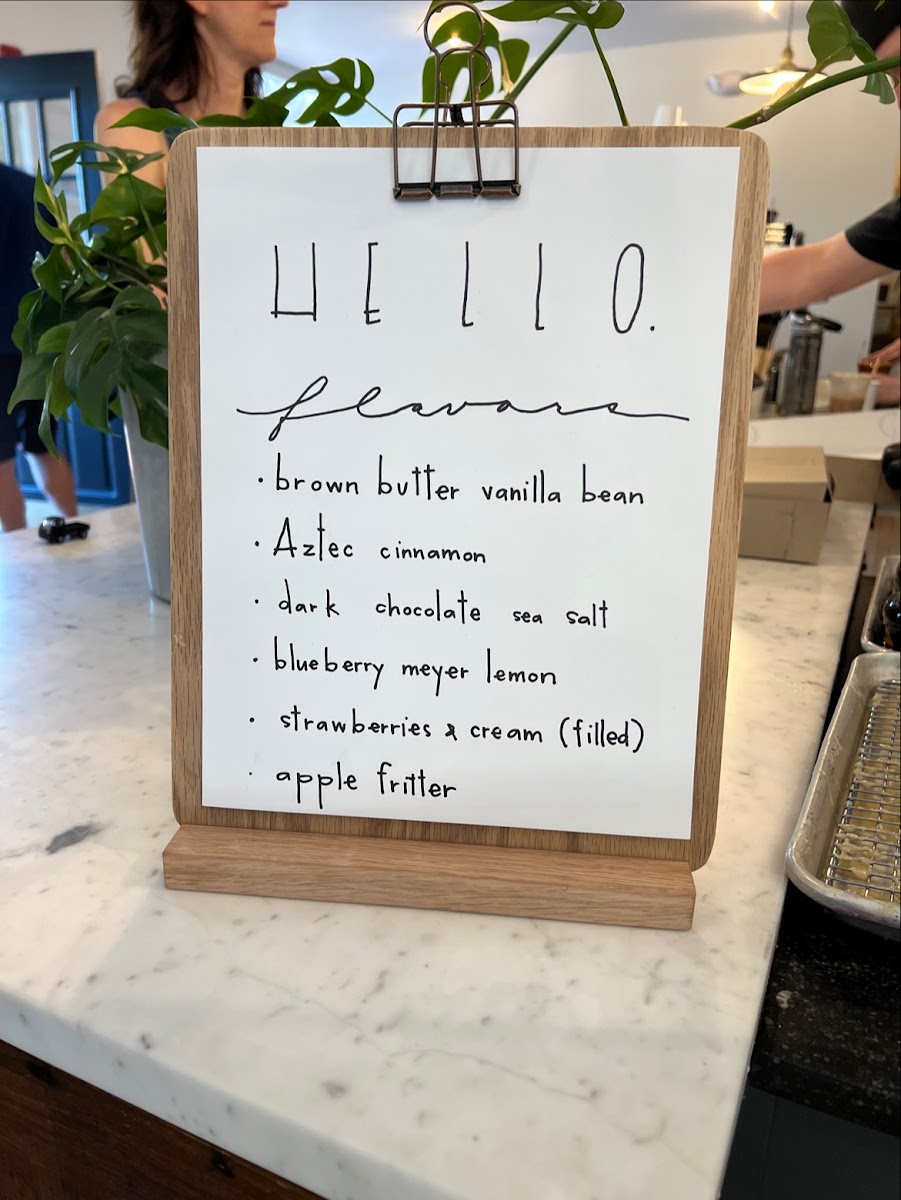 HELLO.
flavors
· brown butter vanilla bean
· Aztec cinnamon
· dark chocolate sea salt
· blueberry meyer lemon
· strawberries & cream (filled)
· apple fritter